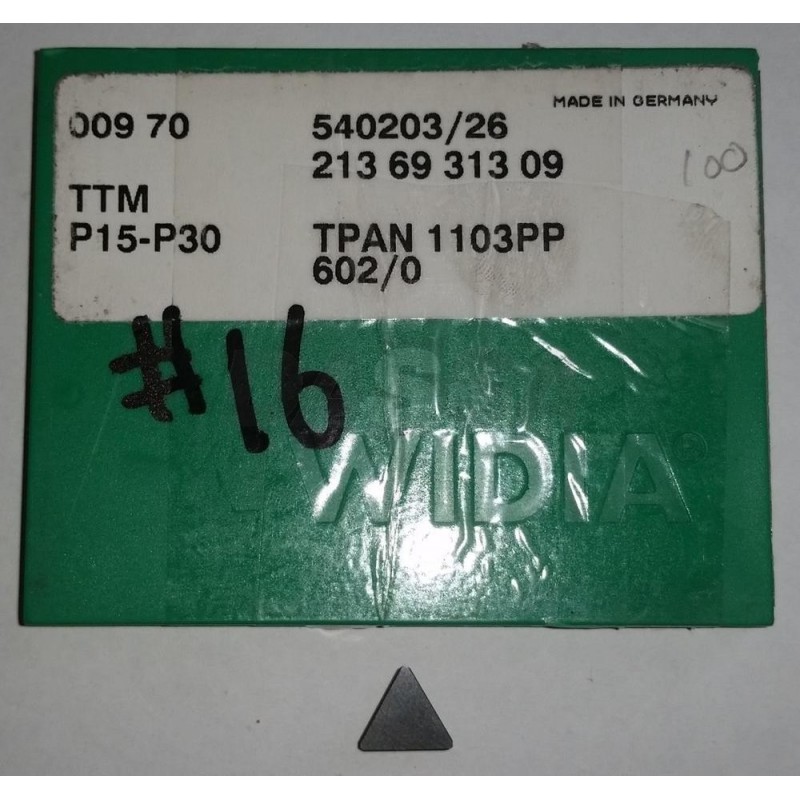 MADE IN GERMANY
009 70 540203/26
213 69 313 09
100
TTM
P15-P30 TPAN 1103PP
602/0
#16
WIDIA®